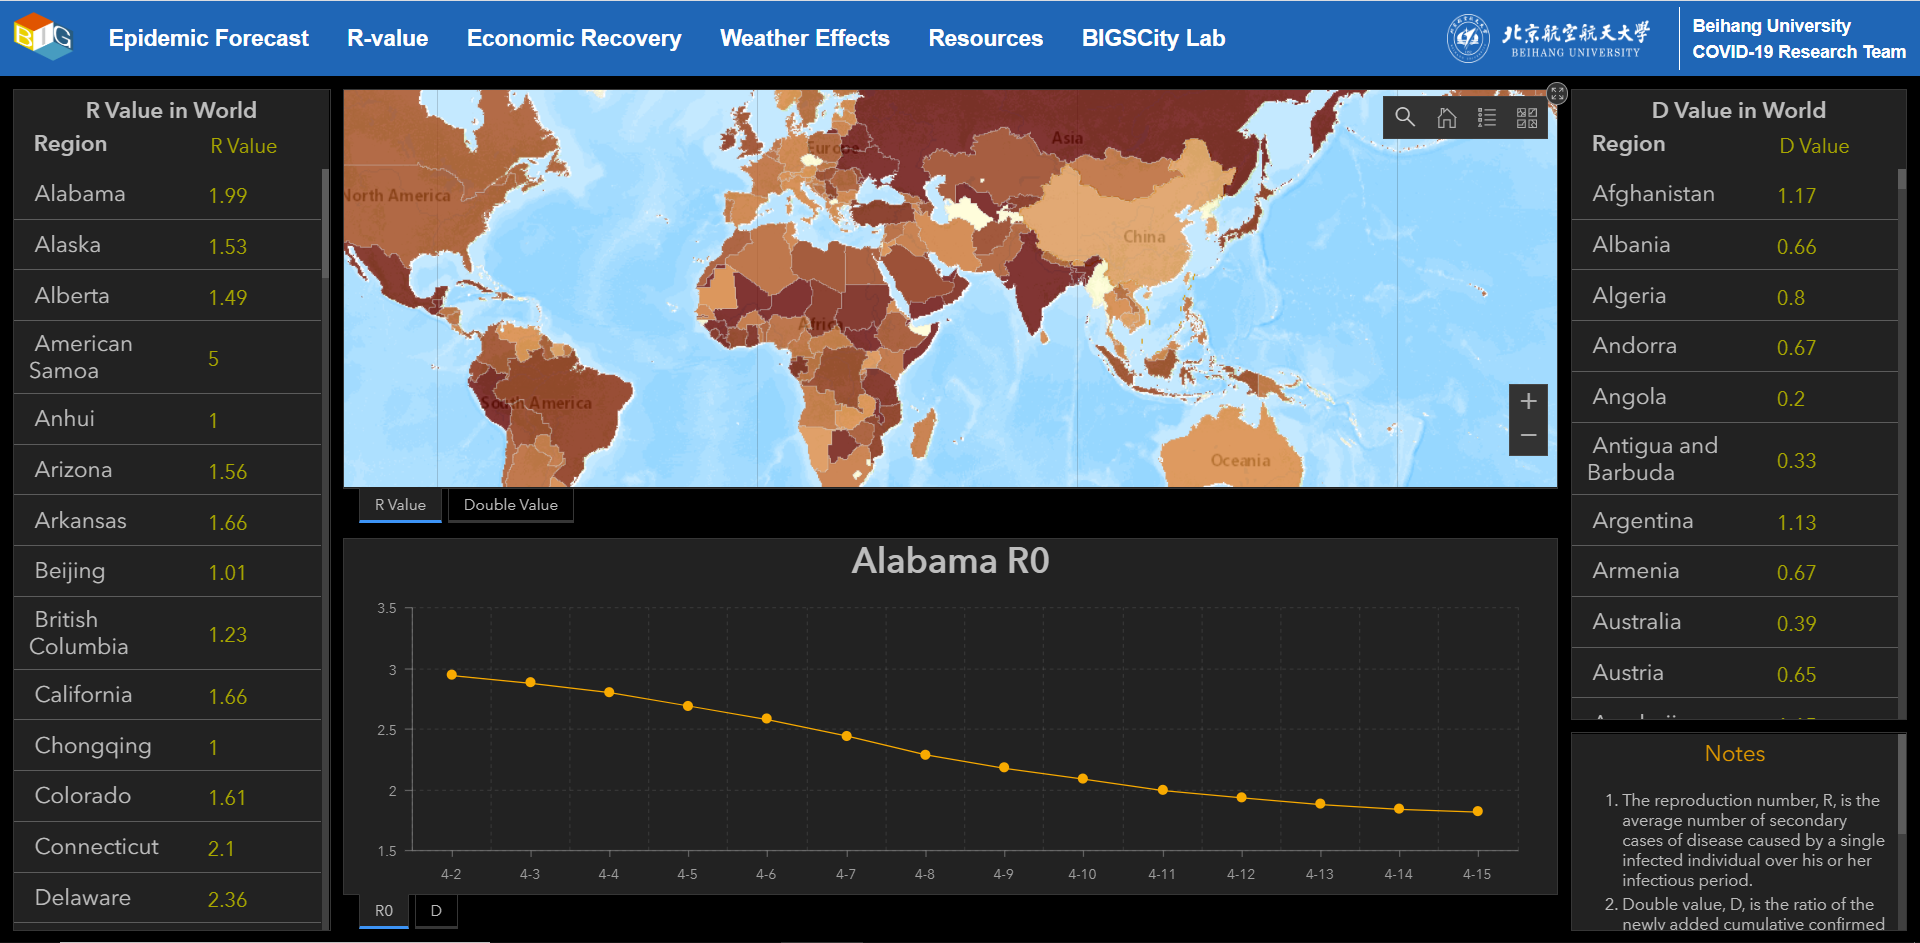 BIG
Epidemic Forecast
R-value
Economic Recovery
Weather Effects
Resources
BIGSCity Lab
北京航空航天大学
BEIHANG UNIVERSITY
Beihang University
COVID-19 Research Team
R Value in World
Region R Value
Alabama 1.99
Alaska 1.53
Alberta 1.49
American
Samoa 5
Anhui 1
Arizona 1.56
Arkansas 1.66
Beijing 1.01
British
Columbia 1.23
California 1.66
Chongqing 1
Colorado 1.61
Connecticut 2.1
Delaware 2.36
Asia
Europe
North America
China
Africa
South America
Oceania
+
−
R Value
Double Value
Alabama R0
3.5
3
2.5
2
1.5
4-2 4-3 4-4 4-5 4-6 4-7 4-8 4-9 4-10 4-11 4-12 4-13 4-14 4-15
R0
D
D Value in World
Region D Value
Afghanistan 1.17
Albania 0.66
Algeria 0.8
Andorra 0.67
Angola 0.2
Antigua and
Barbuda 0.33
Argentina 1.13
Armenia 0.67
Australia 0.39
Austria 0.65
Notes
1. The reproduction number, R, is the
average number of secondary
cases of disease caused by a single
infected individual over his or her
infectious period.
2. Double value, D, is the ratio of the
newly added cumulative confirmed